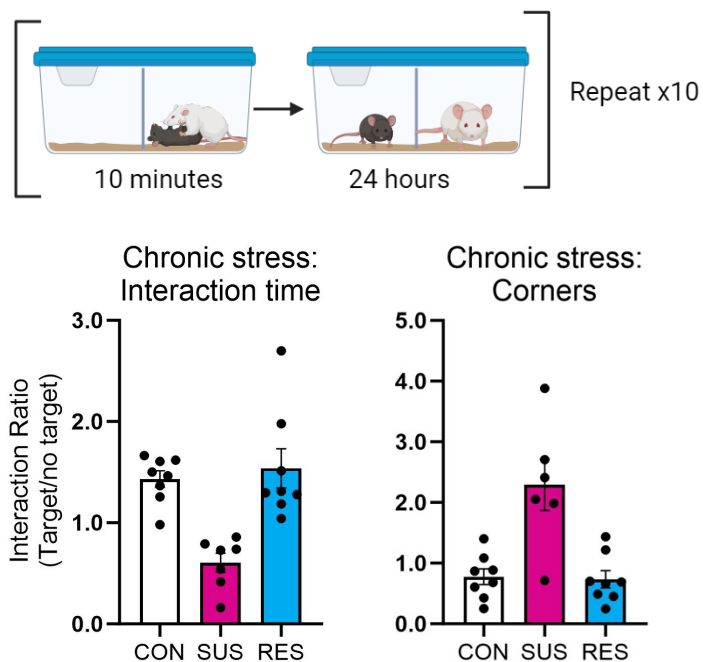 Repeat x10
10 minutes
24 hours
Chronic stress:
Interaction time
Interaction Ratio
(Target/no target)
3.0
2.0
1.0
0.0
CON SUS RES
Chronic stress:
Corners
5.0
4.0
3.0
2.0
1.0
0.0
CON SUS RES